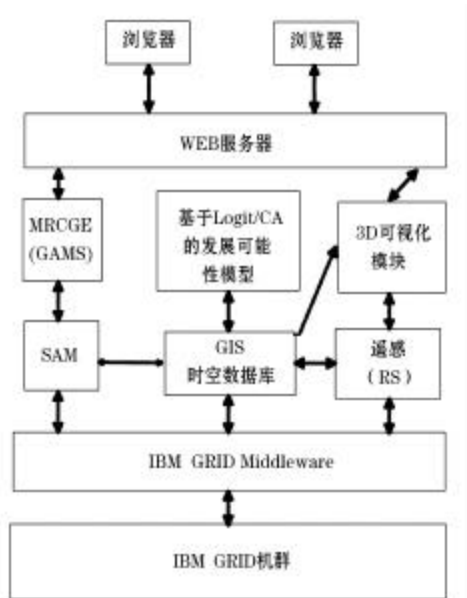 浏览器
浏览器
WEB服务器
MRCGE
(GAMS)
基于Logit/CA
的发展可能
性模型
3D可视化
模块
SAM
GIS
时空数据库
遥感
（RS）
IBM GRID Middleware
IBM GRID机群